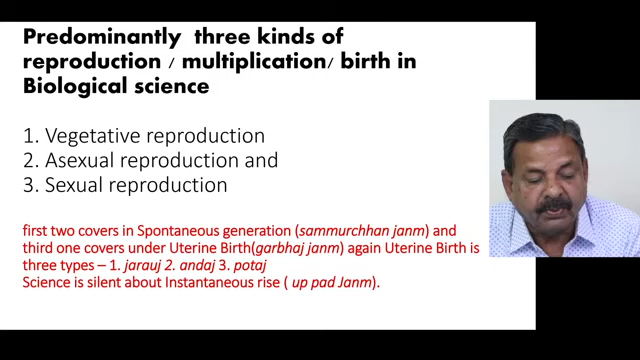 Predominantly three kinds of
reproduction / multiplication/ birth in
Biological science
1. Vegetative reproduction
2. Asexual reproduction and
3. Sexual reproduction
first two covers in Spontaneous generation (sammurchhan janm) and
third one covers under Uterine Birth(garbhaj janm) again Uterine Birth is
three types – 1. jarauj 2. andaj 3. potaj
Science is silent about Instantaneous rise ( up pad Janm).